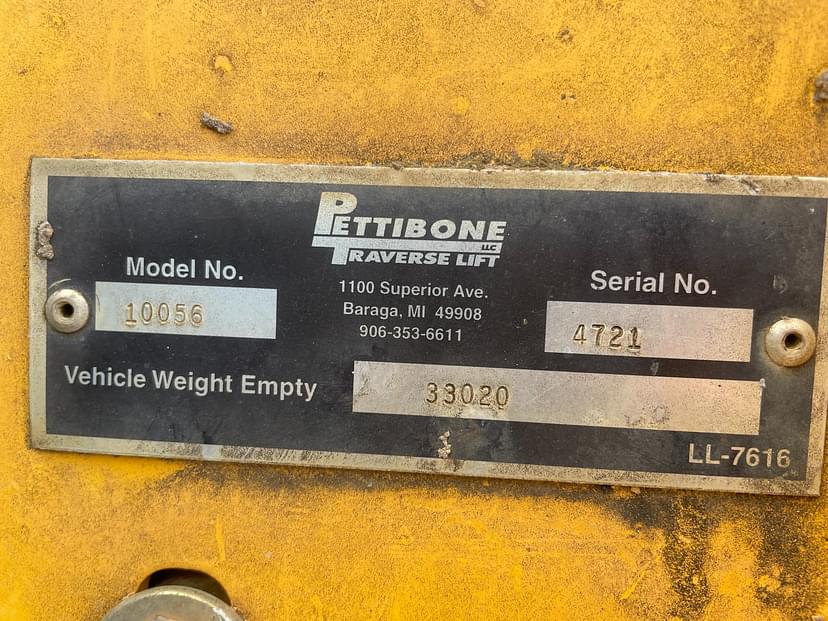 PETTIBONE
LLC
TRAVERSE LIFT
1100 Superior Ave.
Baraga, MI 49908
906-353-6611
Model No.
10056
Serial No.
4721
Vehicle Weight Empty
33020
LL-7616